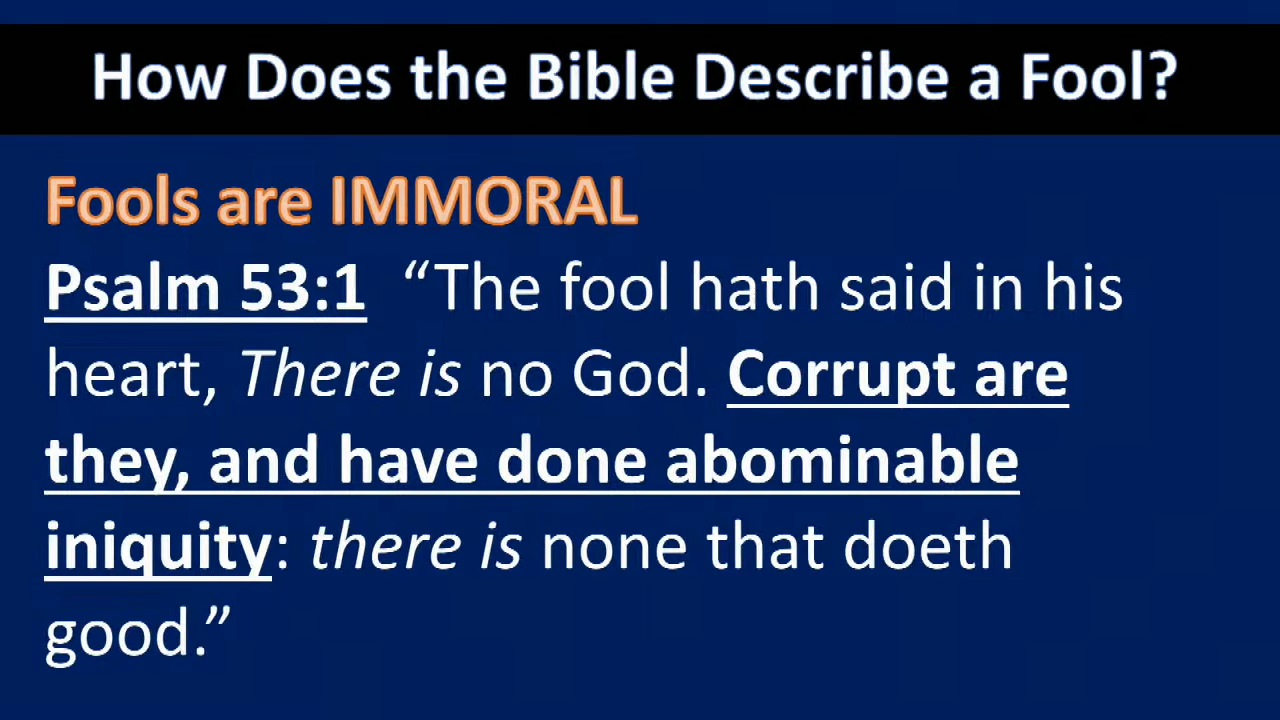 How Does the Bible Describe a Fool?
Fools are IMMORAL
Psalm 53:1 “The fool hath said in his
heart, There is no God. Corrupt are
they, and have done abominable
iniquity: there is none that doeth
good.”